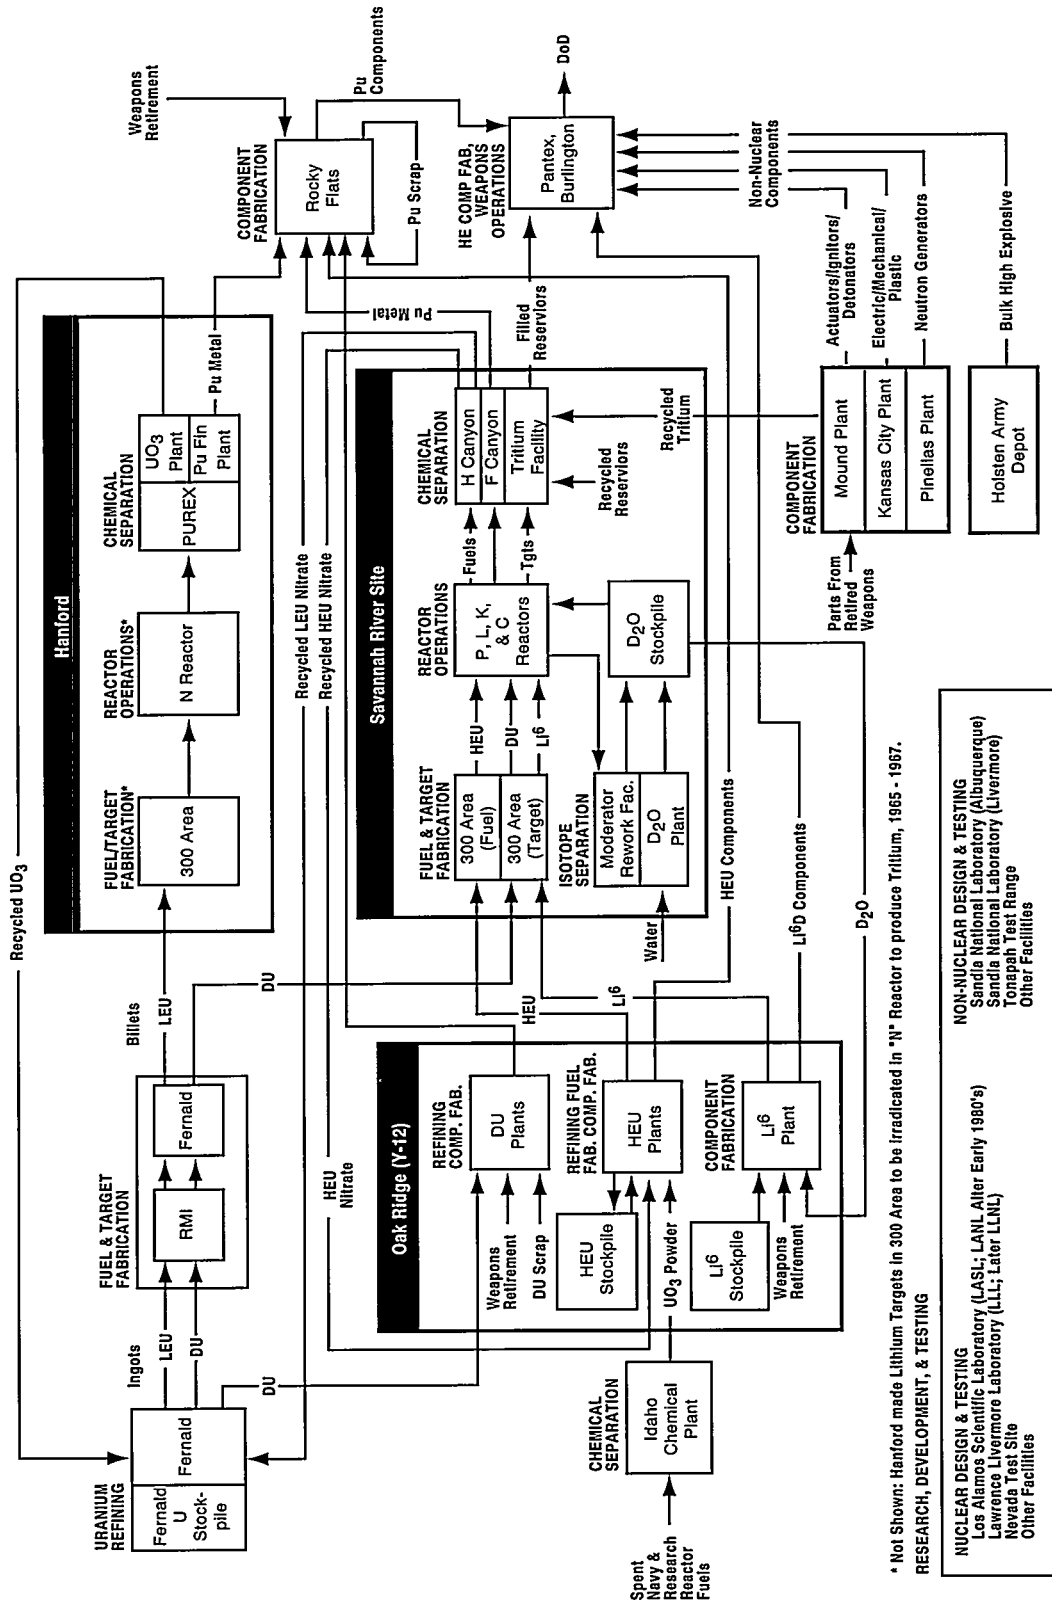 URANIUM
REFINING
Fernald
U
Stock-
pile
Fernald
Ingots
LEU
DU
DU
Recycled UO3
FUEL & TARGET
FABRICATION
RMI
Fernald
Billets
LEU
DU
Hanford
FUEL/TARGET
FABRICATION*
300 Area
REACTOR
OPERATIONS*
N Reactor
CHEMICAL
SEPARATION
PUREX
UO3
Plant
Pu Fin
Plant
Pu Metal
Weapons
Retirement
COMPONENT
FABRICATION
Rocky
Flats
Pu
Components
Pu Scrap
HE COMP FAB,
WEAPONS
OPERATIONS
Pantex,
Burlington
DoD
Recycled LEU Nitrate
Recycled HEU Nitrate
HEU
Nitrate
Pu Metal
Savannah River Site
FUEL & TARGET
FABRICATION
300 Area
(Fuel)
300 Area
(Target)
HEU
DU
Li6
REACTOR
OPERATIONS
P, L, K,
& C
Reactors
Fuels
Tgts
CHEMICAL
SEPARATION
H Canyon
F Canyon
Tritium
Facility
Filled
Reserviors
Recycled
Reserviors
Recycled
Tritium
ISOTOPE
SEPARATION
Moderator
Rework Fac.
D2O
Plant
D2O
Stockpile
Water
Oak Ridge (Y-12)
REFINING
COMP. FAB.
DU
Plants
Weapons
Retirement
DU Scrap
REFINING FUEL
FAB. COMP. FAB.
HEU
Plants
HEU
Stockpile
UO3 Powder
HEU
Li6
COMPONENT
FABRICATION
Li6
Plant
Li6
Stockpile
Weapons
Retirement
HEU Components
Li6D Components
D2O
Non-Nuclear
Components
CHEMICAL
SEPARATION
Idaho
Chemical
Plant
Spent
Navy &
Research
Reactor
Fuels
Parts From
Retired
Weapons
COMPONENT
FABRICATION
Mound Plant
Kansas City Plant
Pinellas Plant
Actuators/Ignitors/
Detonators
Electric/Mechanical/
Plastic
Neutron Generators
Holsten Army
Depot
Bulk High Explosive
* Not Shown: Hanford made Lithium Targets in 300 Area to be irradicated in "N" Reactor to produce Tritium, 1965 - 1967.
RESEARCH, DEVELOPMENT, & TESTING
NUCLEAR DESIGN & TESTING
Los Alamos Scientific Laboratory (LASL; LANL Alter Early 1980's)
Lawrence Livermore Laboratory (LLL; Later LLNL)
Nevada Test Site
Other Facilities
NON-NUCLEAR DESIGN & TESTING
Sandia National Laboratory (Albuquerque)
Sandia National Laboratory (Livermore)
Tonapah Test Range
Other Facilities